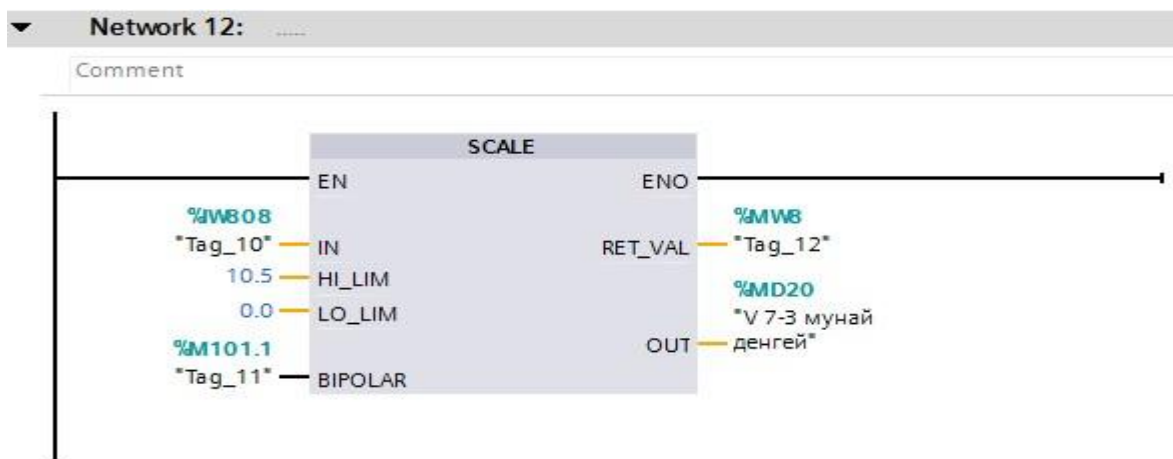 Network 12: .....
Comment
SCALE
EN ENO
%IW808
"Tag_10" IN
10.5 HI_LIM
0.0 LO_LIM
%M101.1
"Tag_11" BIPOLAR
%MW8
RET_VAL "Tag_12"
%MD20
"V 7-3 мунай
OUT денгей"